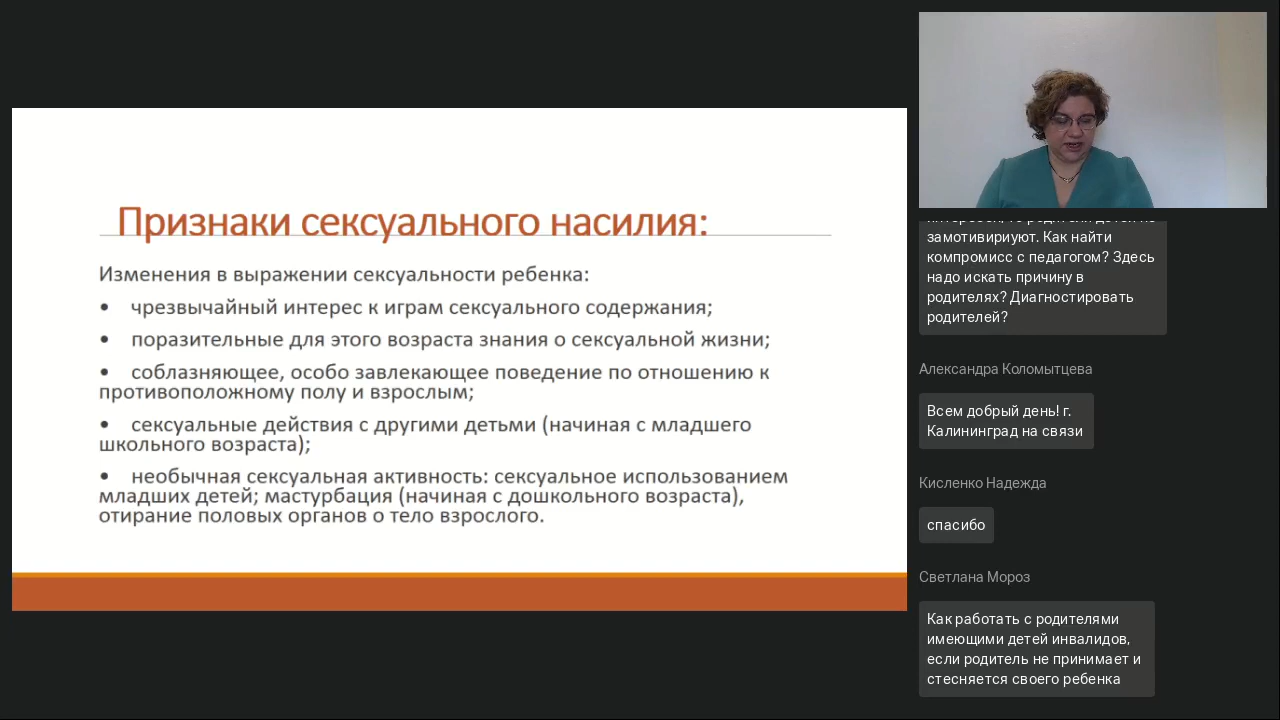 Признаки сексуального насилия:
Изменения в выражении сексуальности ребенка:
• чрезвычайный интерес к играм сексуального содержания;
• поразительные для этого возраста знания о сексуальной жизни;
• соблазняющее, особо завлекающее поведение по отношению к
противоположному полу и взрослым;
• сексуальные действия с другими детьми (начиная с младшего
школьного возраста);
• необычная сексуальная активность: сексуальное использованием
младших детей; мастурбация (начиная с дошкольного возраста),
отирание половых органов о тело взрослого.
замотивириуют. Как найти
компромисс с педагогом? Здесь
надо искать причину в
родителях? Диагностировать
родителей?
Александра Коломытцева
Всем добрый день! г.
Калининград на связи
Кисленко Надежда
спасибо
Светлана Мороз
Как работать с родителями
имеющими детей инвалидов,
если родитель не принимает и
стесняется своего ребенка